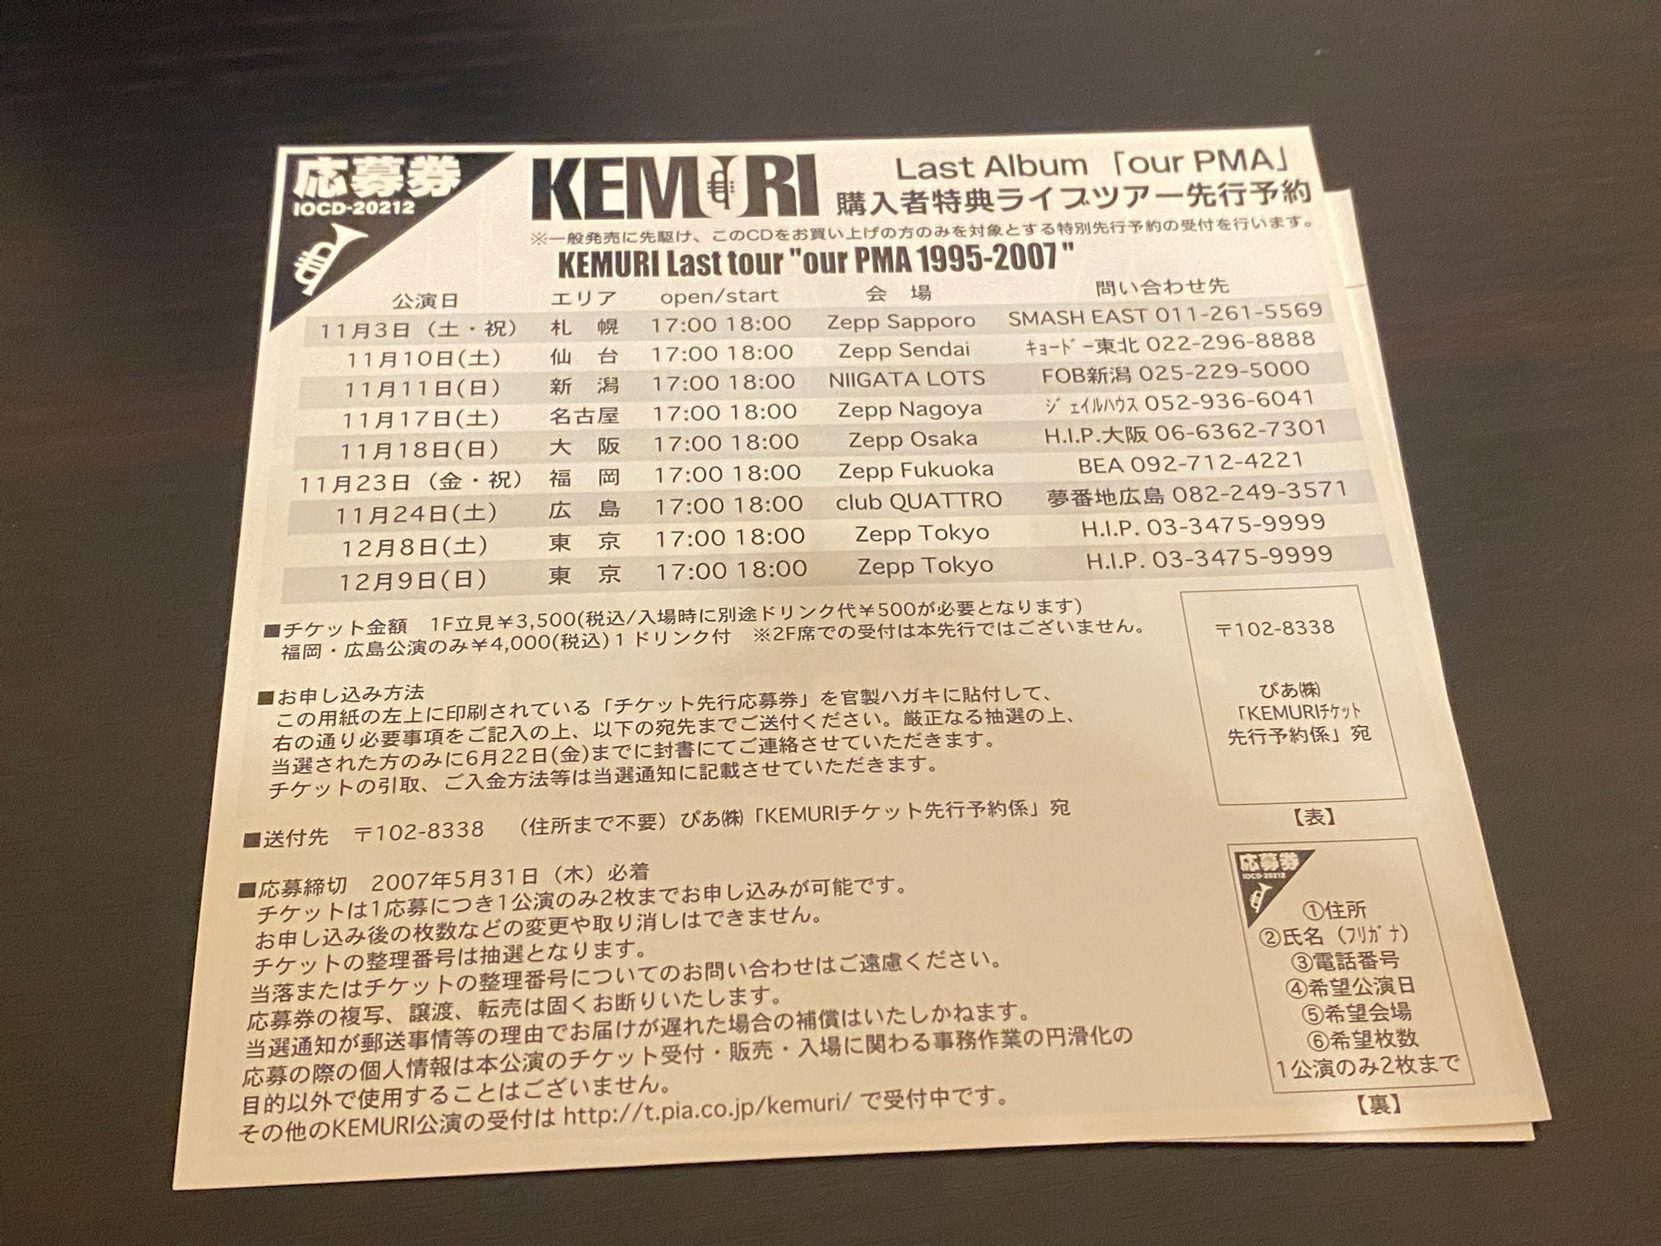 応募券
IOCD-20212
KEMURI
Last Album「our PMA」
購入者特典ライブツアー先行予約
※一般発売に先駆け、このCDをお買い上げの方のみを対象とする特別先行予約の受付を行います。
KEMURI Last tour "our PMA 1995-2007"
公演日 エリア open/start 会 場 問い合わせ先
11月3日（土・祝） 札 幌 17:00 18:00 Zepp Sapporo SMASH EAST 011-261-5569
11月10日(土) 仙 台 17:00 18:00 Zepp Sendai ｷｮｰﾄﾞｰ東北 022-296-8888
11月11日(日) 新 潟 17:00 18:00 NIIGATA LOTS FOB新潟 025-229-5000
11月17日(土) 名古屋 17:00 18:00 Zepp Nagoya ｼﾞｪｲﾙﾊｳｽ 052-936-6041
11月18日(日) 大 阪 17:00 18:00 Zepp Osaka H.I.P.大阪 06-6362-7301
11月23日（金・祝） 福 岡 17:00 18:00 Zepp Fukuoka BEA 092-712-4221
11月24日(土) 広 島 17:00 18:00 club QUATTRO 夢番地広島 082-249-3571
12月8日(土) 東 京 17:00 18:00 Zepp Tokyo H.I.P. 03-3475-9999
12月9日(日) 東 京 17:00 18:00 Zepp Tokyo H.I.P. 03-3475-9999
■チケット金額 1F立見￥3,500(税込/入場時に別途ドリンク代￥500が必要となります)
福岡・広島公演のみ￥4,000(税込)１ドリンク付 ※2F席での受付は本先行ではございません。
■お申し込み方法
この用紙の左上に印刷されている「チケット先行応募券」を官製ハガキに貼付して、
右の通り必要事項をご記入の上、以下の宛先までご送付ください。厳正なる抽選の上、
当選された方のみに6月22日(金)までに封書にてご連絡させていただきます。
チケットの引取、ご入金方法等は当選通知に記載させていただきます。
■送付先 〒102-8338 （住所まで不要）ぴあ㈱「KEMURIチケット先行予約係」宛
■応募締切 2007年5月31日（木）必着
チケットは1応募につき1公演のみ2枚までお申し込みが可能です。
お申し込み後の枚数などの変更や取り消しはできません。
チケットの整理番号は抽選となります。
当落またはチケットの整理番号についてのお問い合わせはご遠慮ください。
応募券の複写、譲渡、転売は固くお断りいたします。
当選通知が郵送事情等の理由でお届けが遅れた場合の補償はいたしかねます。
応募の際の個人情報は本公演のチケット受付・販売・入場に関わる事務作業の円滑化の
目的以外で使用することはございません。
その他のKEMURI公演の受付は http://t.pia.co.jp/kemuri/ で受付中です。
〒102-8338
ぴあ㈱
「KEMURIﾁｹｯﾄ
先行予約係」宛
【表】
応募券
IOCD-20212
①住所
②氏名（ﾌﾘｶﾞﾅ）
③電話番号
④希望公演日
⑤希望会場
⑥希望枚数
1公演のみ2枚まで
【裏】